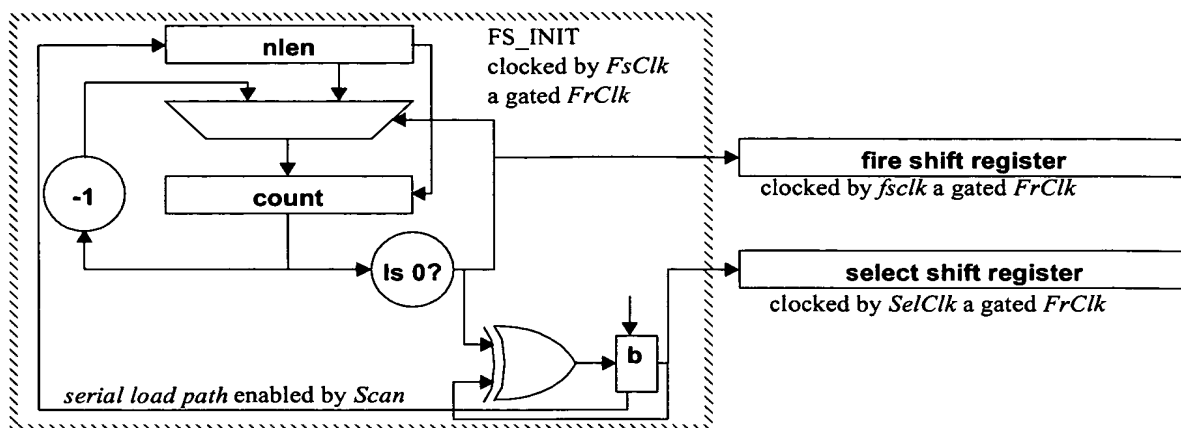 nlen
FS_INIT
clocked by FsClk
a gated FrClk
fire shift register
clocked by fsclk a gated FrClk
-1
count
Is 0?
select shift register
clocked by SelClk a gated FrClk
b
serial load path enabled by Scan